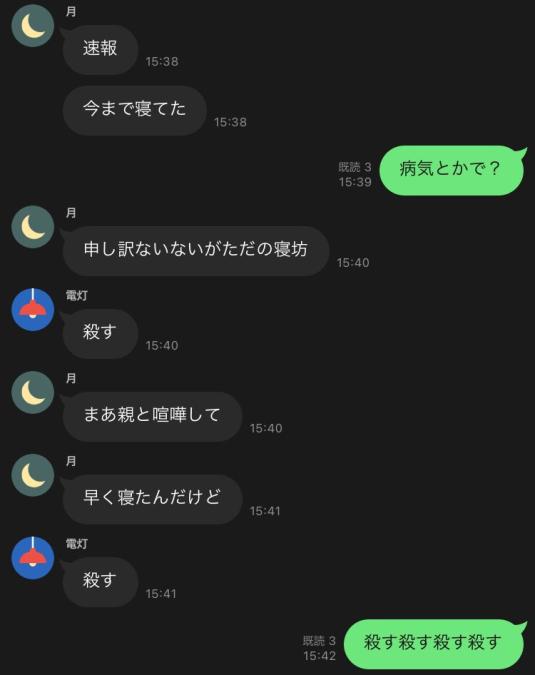 月
速報
15:38
今まで寝てた
15:38
病気とかで？
既読 3
15:39
月
申し訳ないないがただの寝坊
15:40
電灯
殺す
15:40
月
まあ親と喧嘩して
15:40
月
早く寝たんだけど
15:41
電灯
殺す
15:41
殺す殺す殺す殺す
既読 3
15:42